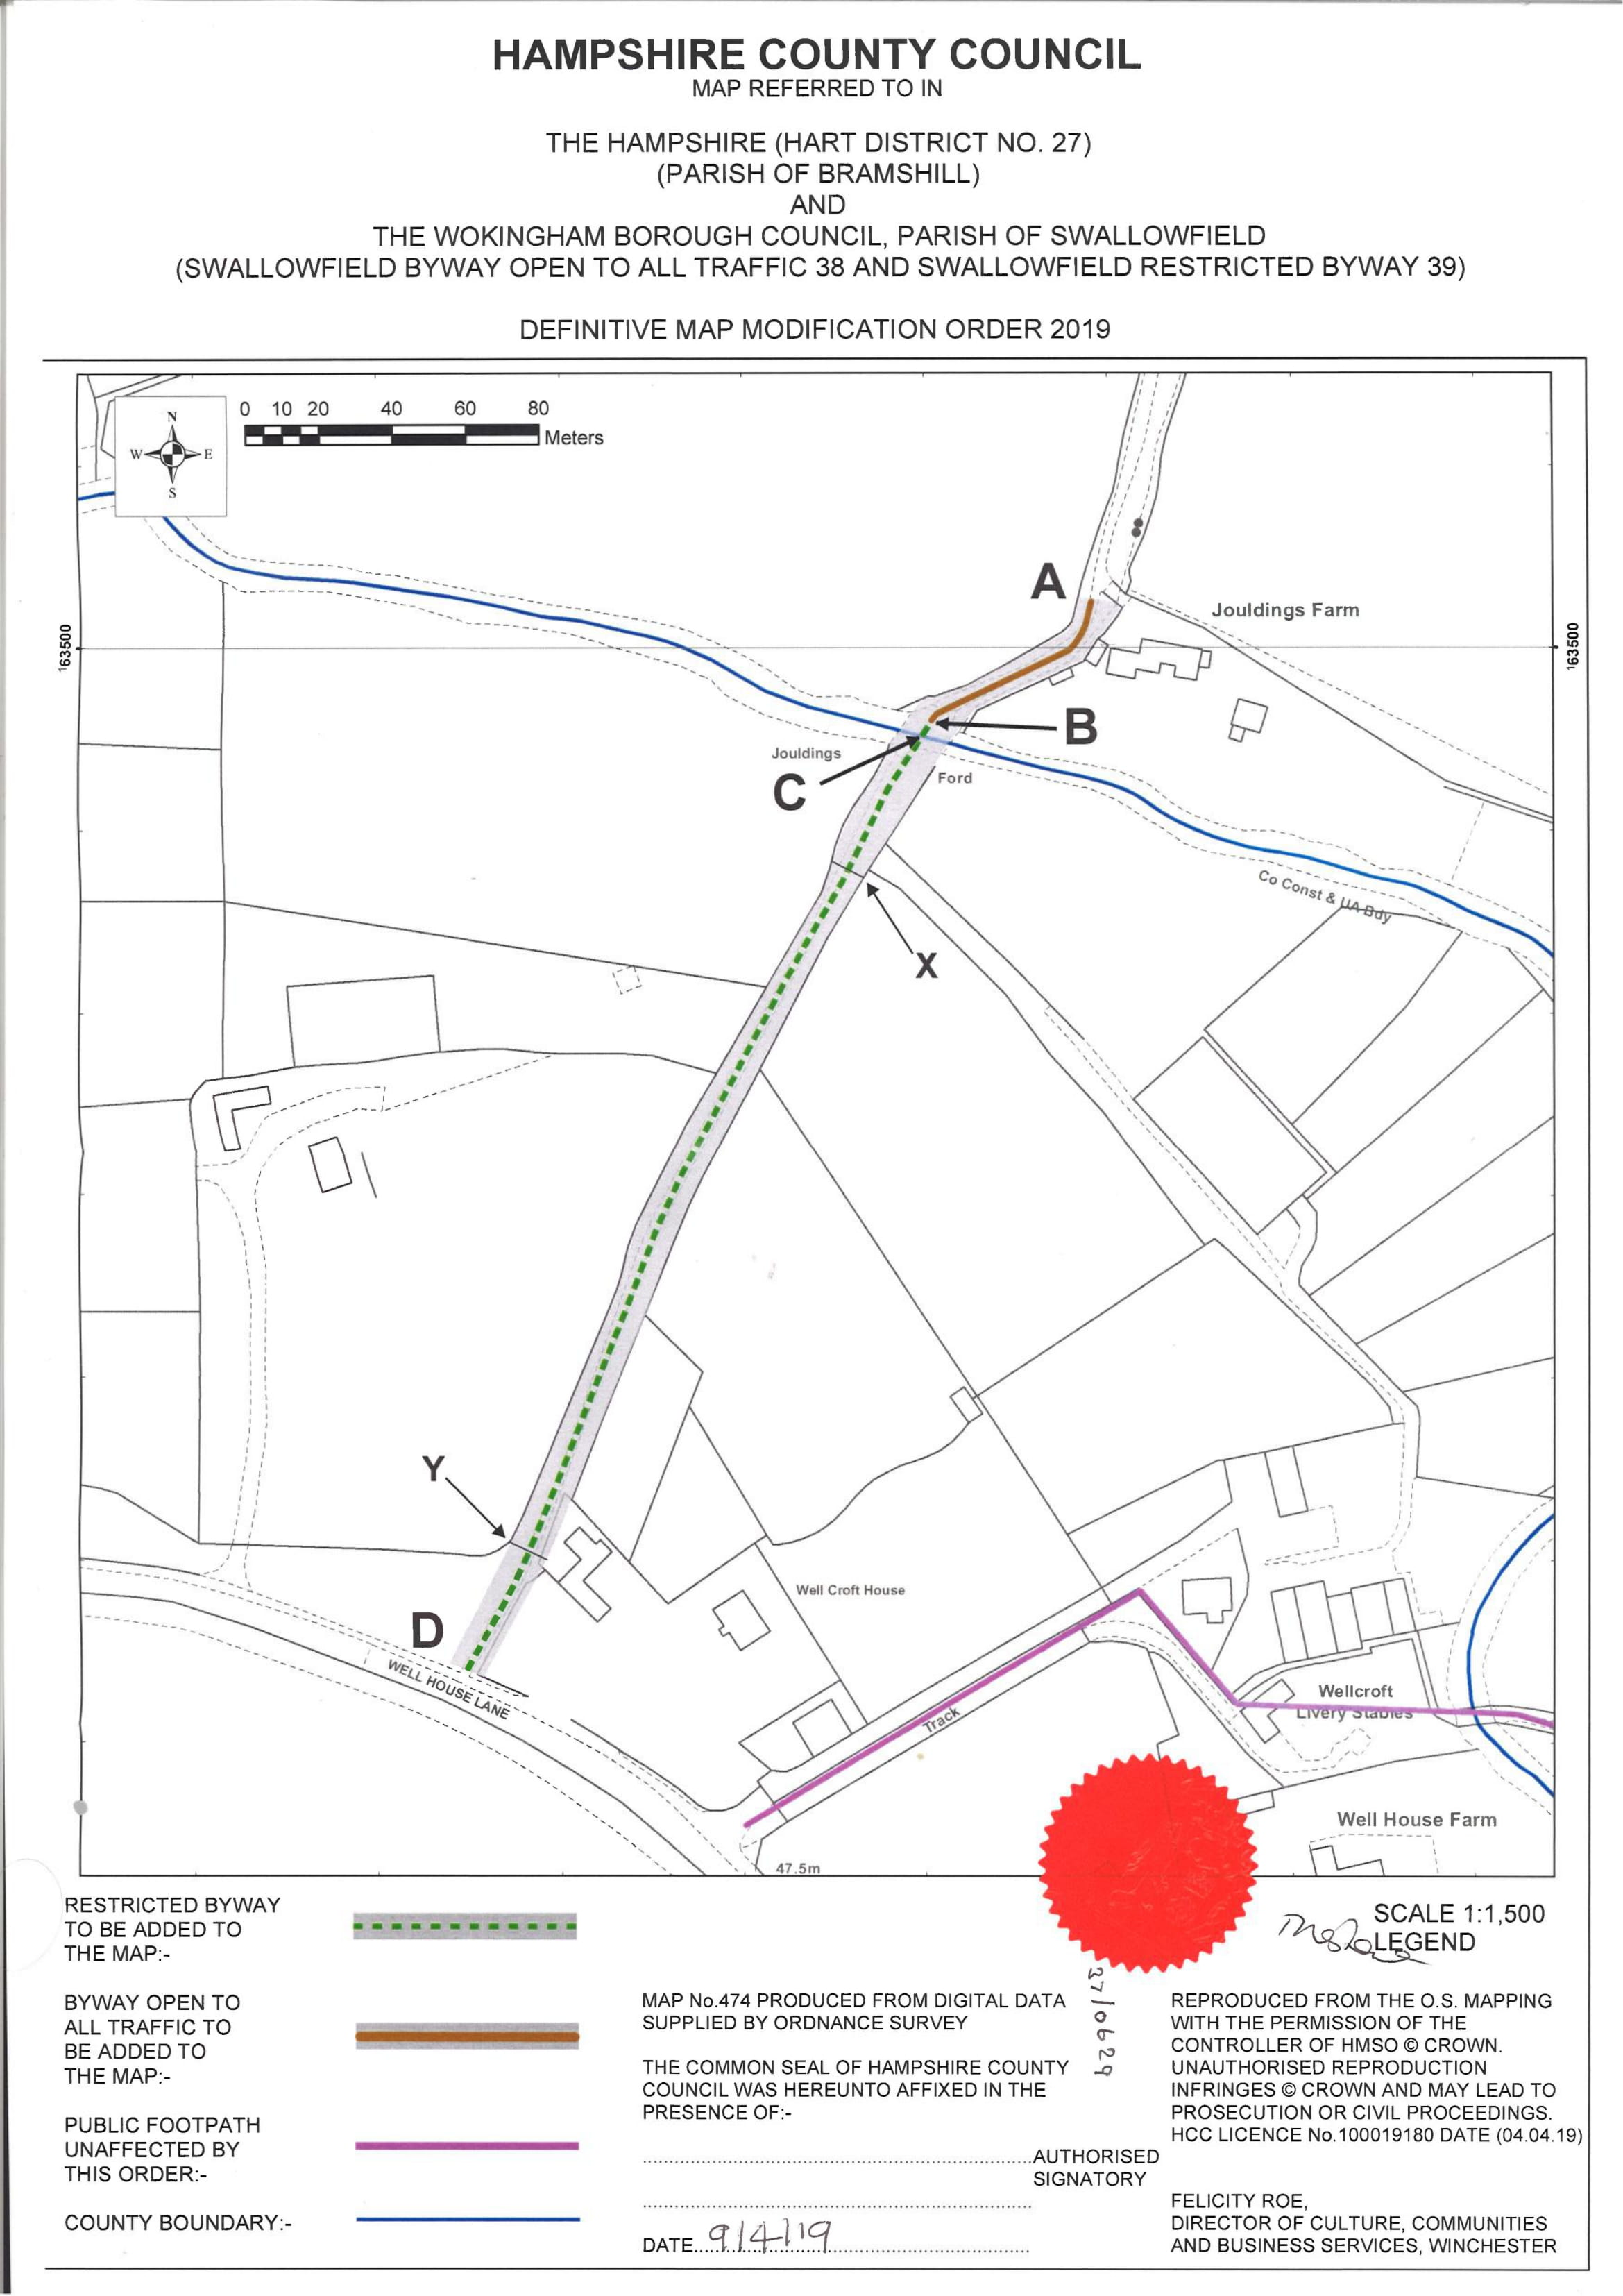 HAMPSHIRE COUNTY COUNCIL
MAP REFERRED TO IN
THE HAMPSHIRE (HART DISTRICT NO. 27)
(PARISH OF BRAMSHILL)
AND
THE WOKINGHAM BOROUGH COUNCIL, PARISH OF SWALLOWFIELD
(SWALLOWFIELD BYWAY OPEN TO ALL TRAFFIC 38 AND SWALLOWFIELD RESTRICTED BYWAY 39)
DEFINITIVE MAP MODIFICATION ORDER 2019
N
W E
S
0 10 20 40 60 80
Meters
A
Jouldings Farm
163500
163500
B
Jouldings
C
Ford
Co Const & UA Bdy
X
Y
Well Croft House
D
WELL HOUSE LANE
Track
Wellcroft
Livery Stables
Well House Farm
47.5m
RESTRICTED BYWAY
TO BE ADDED TO
THE MAP:-
BYWAY OPEN TO
ALL TRAFFIC TO
BE ADDED TO
THE MAP:-
PUBLIC FOOTPATH
UNAFFECTED BY
THIS ORDER:-
COUNTY BOUNDARY:-
MAP No.474 PRODUCED FROM DIGITAL DATA
SUPPLIED BY ORDNANCE SURVEY
THE COMMON SEAL OF HAMPSHIRE COUNTY
COUNCIL WAS HEREUNTO AFFIXED IN THE
PRESENCE OF:-
AUTHORISED
SIGNATORY
DATE 9/4/19
37/0629
SCALE 1:1,500
LEGEND
REPRODUCED FROM THE O.S. MAPPING
WITH THE PERMISSION OF THE
CONTROLLER OF HMSO © CROWN.
UNAUTHORISED REPRODUCTION
INFRINGES © CROWN AND MAY LEAD TO
PROSECUTION OR CIVIL PROCEEDINGS.
HCC LICENCE No.100019180 DATE (04.04.19)
FELICITY ROE,
DIRECTOR OF CULTURE, COMMUNITIES
AND BUSINESS SERVICES, WINCHESTER